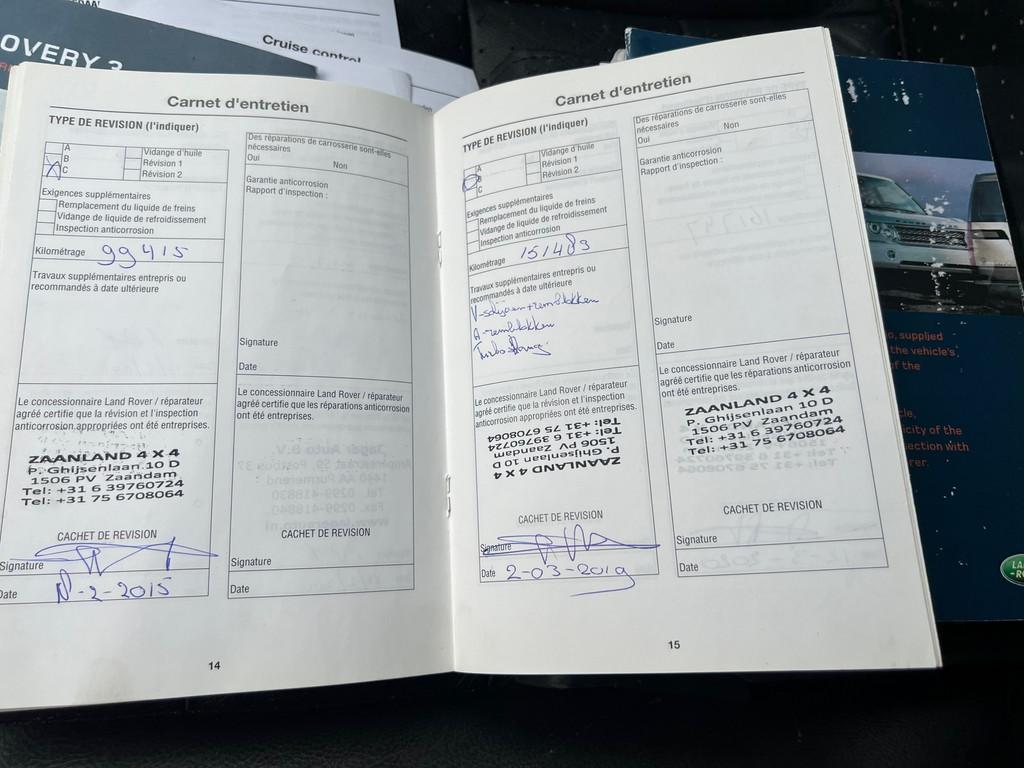 OVERY 3
Cruise control
Carnet d'entretien
TYPE DE REVISION (l'indiquer)
A
B
C
Vidange d'huile
Révision 1
Révision 2
Exigences supplémentaires
Remplacement du liquide de freins
Vidange de liquide de refroidissement
Inspection anticorrosion
Kilométrage 99415
Travaux supplémentaires entrepris ou
recommandés à date ultérieure
Le concessionnaire Land Rover / réparateur
agréé certifie que la révision et l'inspection
anticorrosion appropriées ont été entreprises.
ZAANLAND 4 X 4
P. Ghijsenlaan 10 D
1506 PV Zaandam
Tel: +31 6 39760724
Tel: +31 75 6708064
CACHET DE REVISION
Signature
Date -2-2015
Des réparations de carrosserie sont-elles
nécessaires
Oui Non
Garantie anticorrosion
Rapport d'inspection :
Signature
Date
Le concessionnaire Land Rover / réparateur
agréé certifie que les réparations anticorrosion
ont été entreprises.
CACHET DE REVISION
Signature
Date
14
Carnet d'entretien
TYPE DE REVISION (l'indiquer)
A
B
C
Vidange d'huile
Révision 1
Révision 2
Exigences supplémentaires
Remplacement du liquide de freins
Vidange de liquide de refroidissement
Inspection anticorrosion
Kilométrage 151483
Travaux supplémentaires entrepris ou
recommandés à date ultérieure
V-schijven+remblokken
A-remblokken
Turboslang
Le concessionnaire Land Rover / réparateur
agréé certifie que la révision et l'inspection
anticorrosion appropriées ont été entreprises.
ZAANLAND 4 X 4
P. Ghijsenlaan 10 D
1506 PV Zaandam
Tel: +31 6 39760724
Tel: +31 75 6708064
CACHET DE REVISION
Signature
Date 2-03-2019
Des réparations de carrosserie sont-elles
nécessaires
Oui Non
Garantie anticorrosion
Rapport d'inspection :
Signature
Date
Le concessionnaire Land Rover / réparateur
agréé certifie que les réparations anticorrosion
ont été entreprises.
ZAANLAND 4 X 4
P. Ghijsenlaan 10 D
1506 PV Zaandam
Tel: +31 6 39760724
Tel: +31 75 6708064
CACHET DE REVISION
Signature
Date
15
supplied
the vehicle's
of the
icity of the
ection with